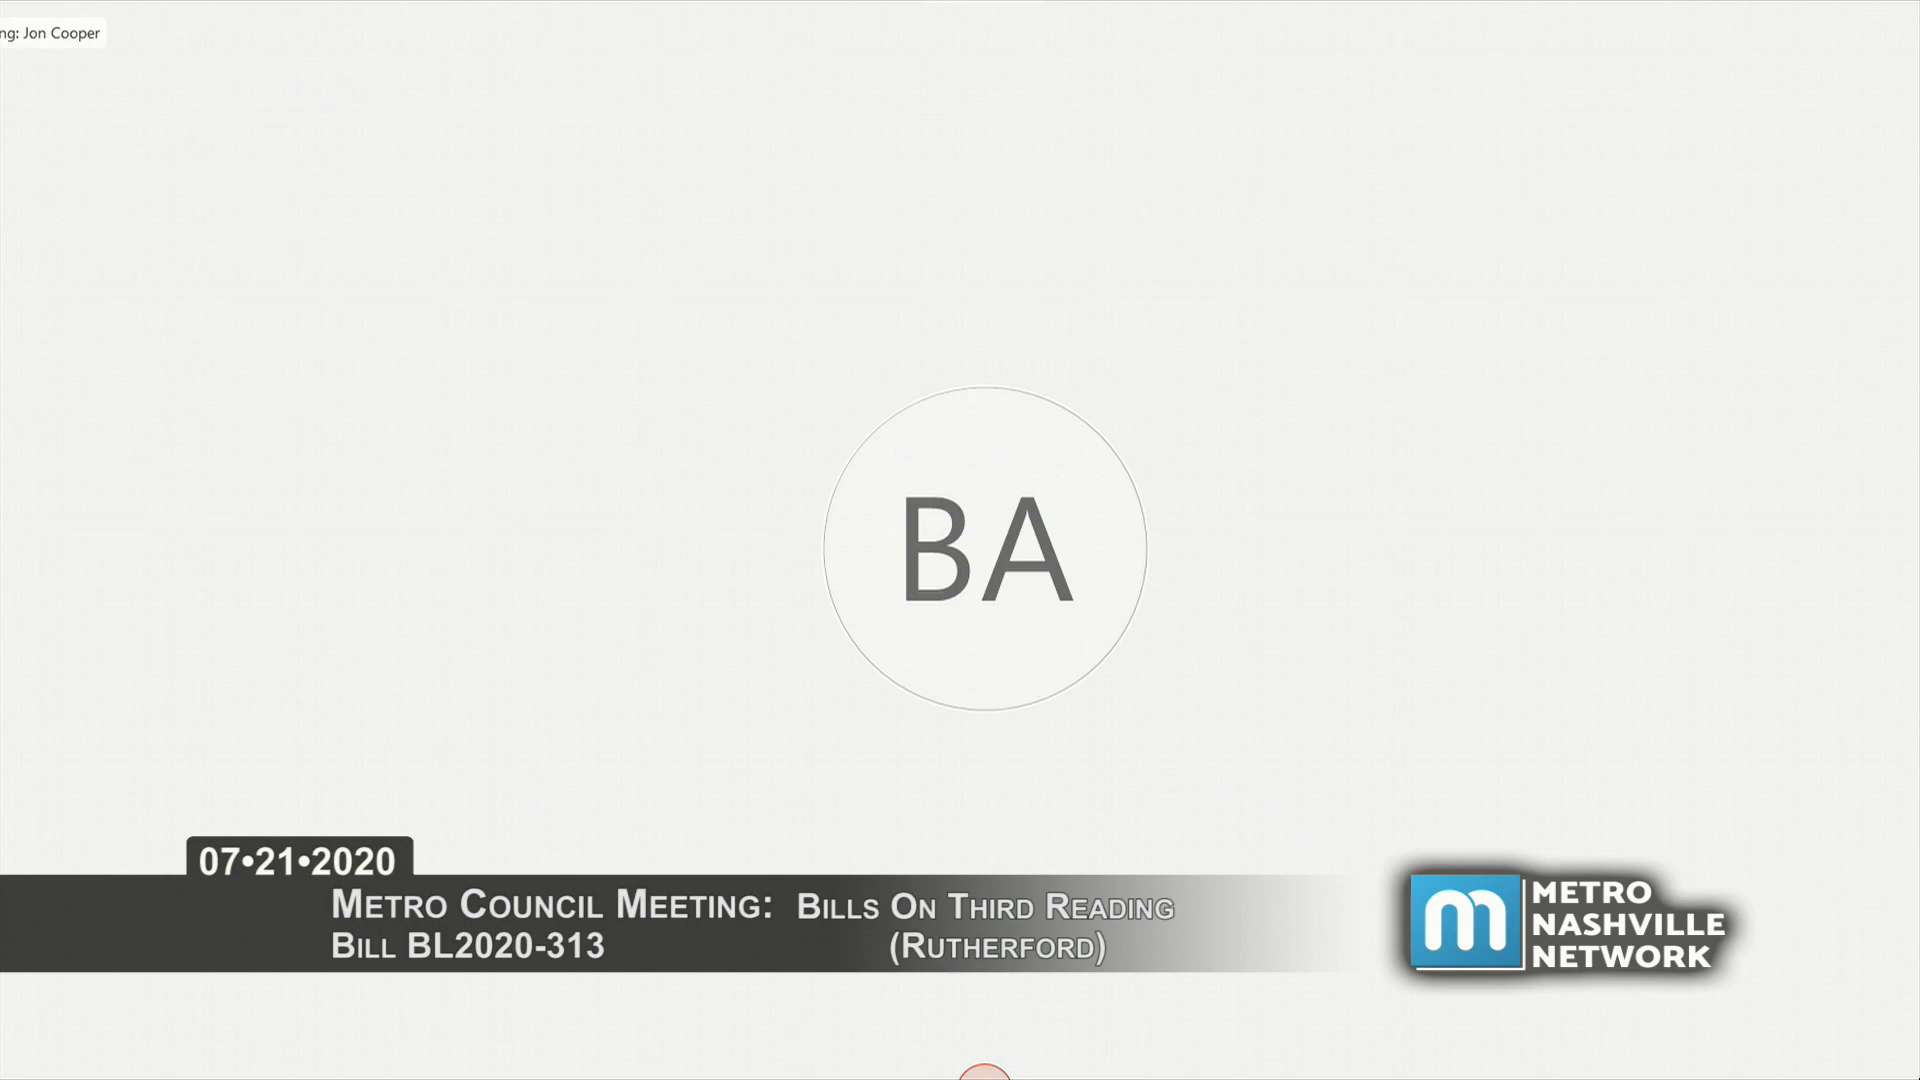 ng: Jon Cooper
BA
07•21•2020
Metro Council Meeting: Bills On Third Reading
Bill BL2020-313 (Rutherford)
METRO
NASHVILLE
NETWORK